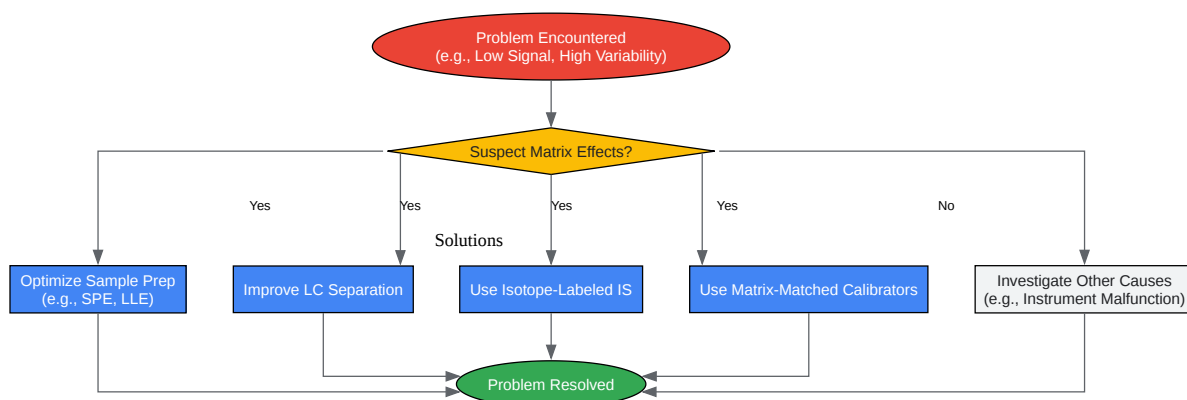 Problem Encountered
(e.g., Low Signal, High Variability)
Suspect Matrix Effects?
Yes
Yes
Yes
Yes
No
Solutions
Optimize Sample Prep
(e.g., SPE, LLE)
Improve LC Separation
Use Isotope-Labeled IS
Use Matrix-Matched Calibrators
Investigate Other Causes
(e.g., Instrument Malfunction)
Problem Resolved